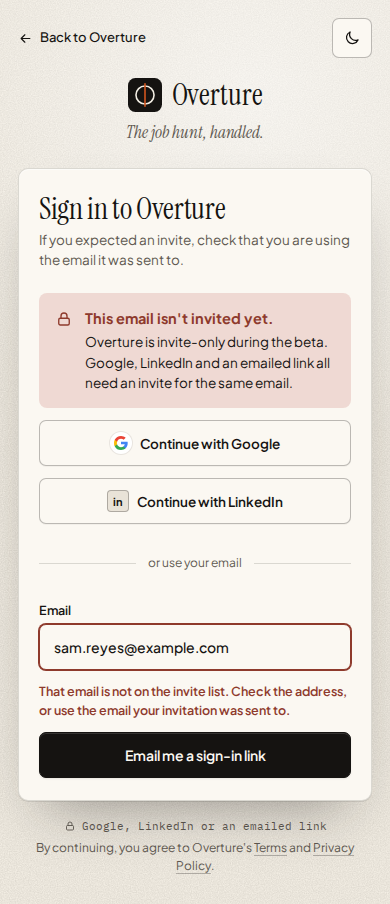 ← Back to Overture
Overture
The job hunt, handled.
Sign in to Overture
If you expected an invite, check that you are using
the email it was sent to.
This email isn't invited yet.
Overture is invite-only during the beta.
Google, LinkedIn and an emailed link all
need an invite for the same email.
Continue with Google
in Continue with LinkedIn
or use your email
Email
sam.reyes@example.com
That email is not on the invite list. Check the address,
or use the email your invitation was sent to.
Email me a sign-in link
Google, LinkedIn or an emailed link
By continuing, you agree to Overture's Terms and Privacy
Policy.